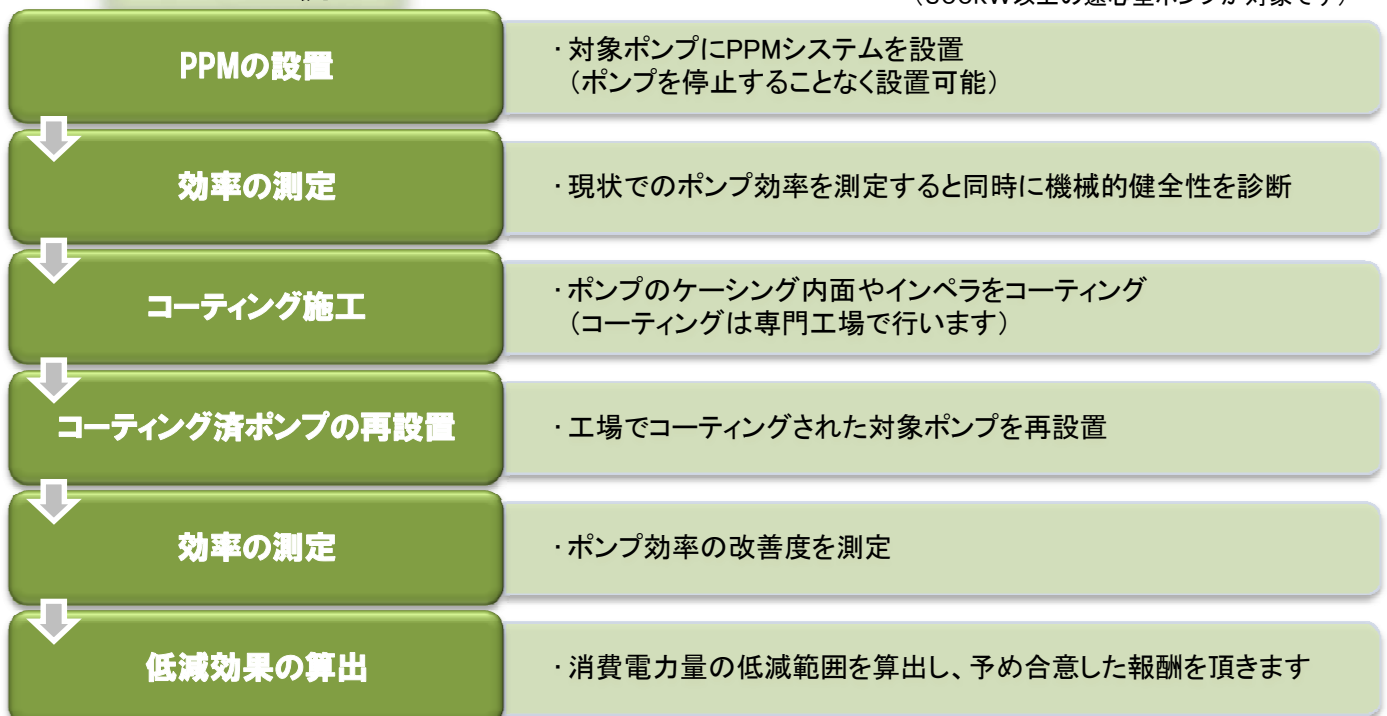 PPMの設置
・対象ポンプにPPMシステムを設置
(ポンプを停止することなく設置可能)
効率の測定
・現状でのポンプ効率を測定すると同時に機械的健全性を診断
コーティング施工
・ポンプのケーシング内面やインペラをコーティング
(コーティングは専門工場で行います)
コーティング済ポンプの再設置
・工場でコーティングされた対象ポンプを再設置
効率の測定
・ポンプ効率の改善度を測定
低減効果の算出
・消費電力量の低減範囲を算出し、予め合意した報酬を頂きます